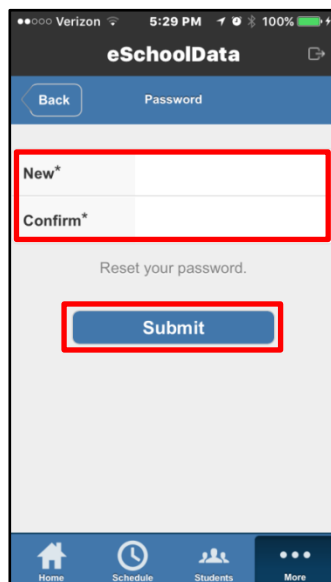 Verizon 5:29 PM 100%
eSchoolData
Back Password
New*
Confirm*
Reset your password.
Submit
Home Schedule Students More